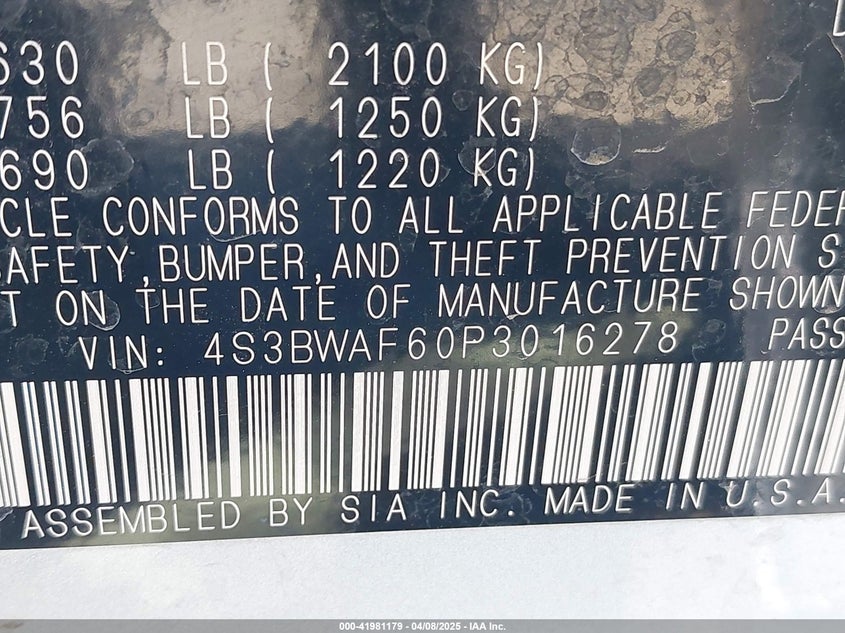 630 LB ( 2100 KG)
756 LB ( 1250 KG)
690 LB ( 1220 KG)
CLE CONFORMS TO ALL APPLICABLE FEDER
SAFETY, BUMPER, AND THEFT PREVENTION S
T ON THE DATE OF MANUFACTURE SHOWN
VIN: 4S3BWAF60P3016278 PASS
ASSEMBLED BY SIA INC. MADE IN U.S.A.
000-41981179 - 04/08/2025 - IAA Inc.